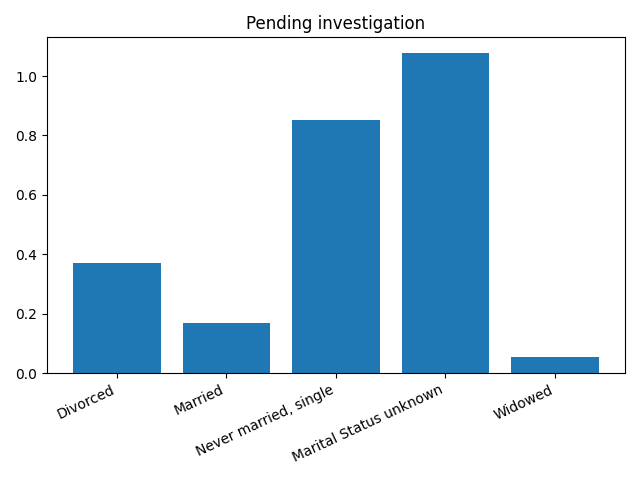 Pending investigation
1.0
0.8
0.6
0.4
0.2
0.0
Divorced
Married
Never married, single
Marital Status unknown
Widowed